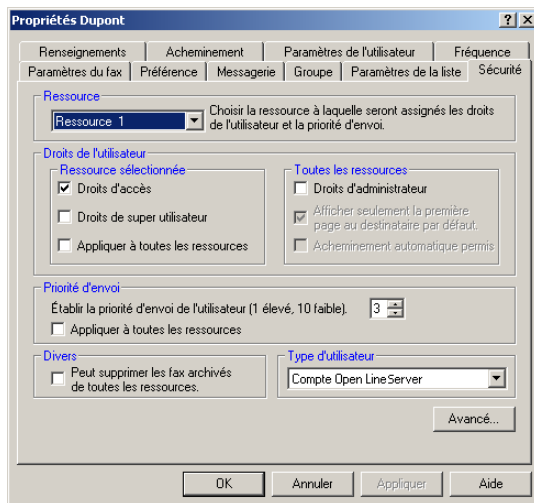 Propriétés Dupont
Renseignements Acheminement Paramètres de l'utilisateur Fréquence
Paramètres du fax Préférence Messagerie Groupe Paramètres de la liste Sécurité
Ressource
Ressource 1
Choisir la ressource à laquelle seront assignés les droits
de l'utilisateur et la priorité d'envoi.
Droits de l'utilisateur
Ressource sélectionnée
Droits d'accès
Droits de super utilisateur
Appliquer à toutes les ressources
Toutes les ressources
Droits d'administrateur
Afficher seulement la première
page au destinataire par défaut.
Acheminement automatique permis
Priorité d'envoi
Établir la priorité d'envoi de l'utilisateur (1 élevé, 10 faible). 3
Appliquer à toutes les ressources
Divers
Peut supprimer les fax archivés
de toutes les ressources.
Type d'utilisateur
Compte Open LineServer
Avancé...
OK Annuler Appliquer Aide